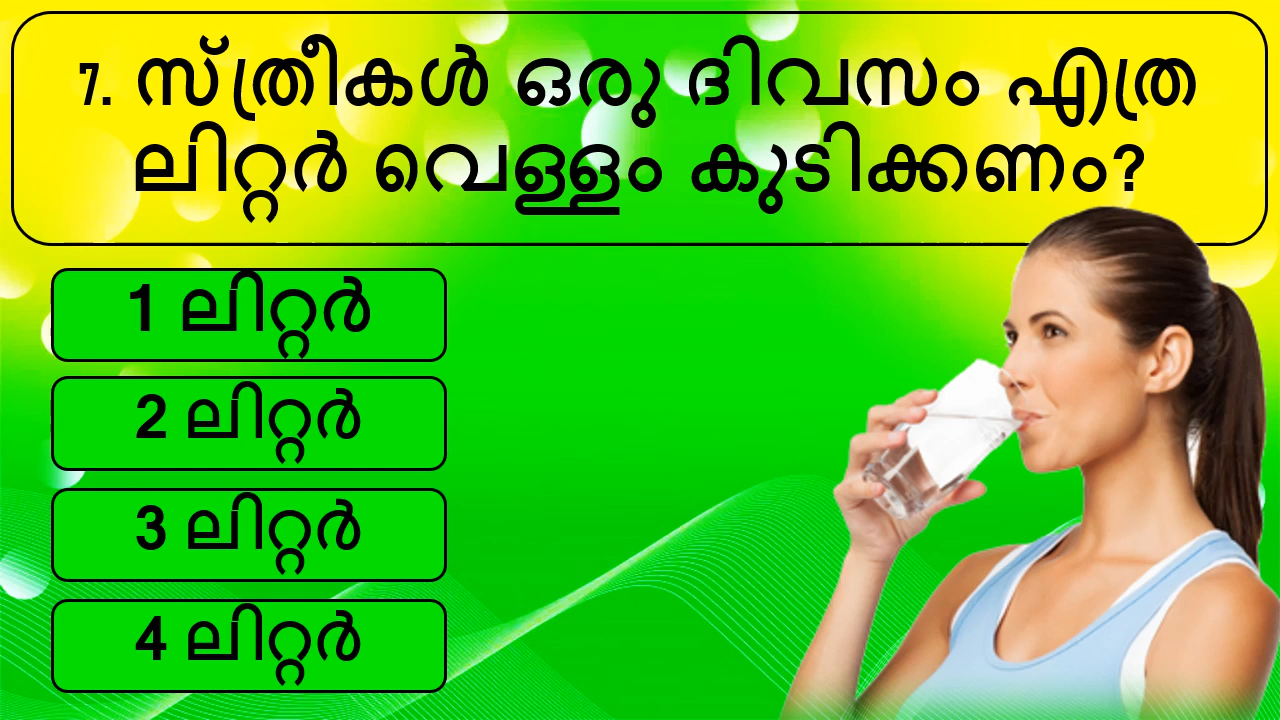 7. സ്ത്രീകൾ ഒരു ദിവസം എത്ര
ലിറ്റർ വെള്ളം കുടിക്കണം?
1 ലിറ്റർ
2 ലിറ്റർ
3 ലിറ്റർ
4 ലിറ്റർ